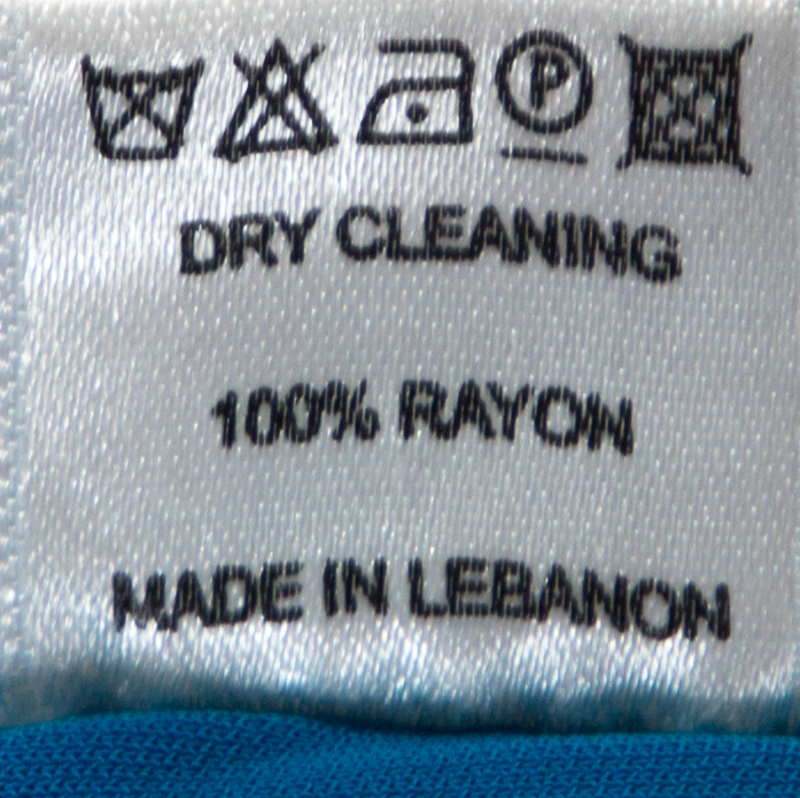 P
DRY CLEANING
100% RAYON
MADE IN LEBANON